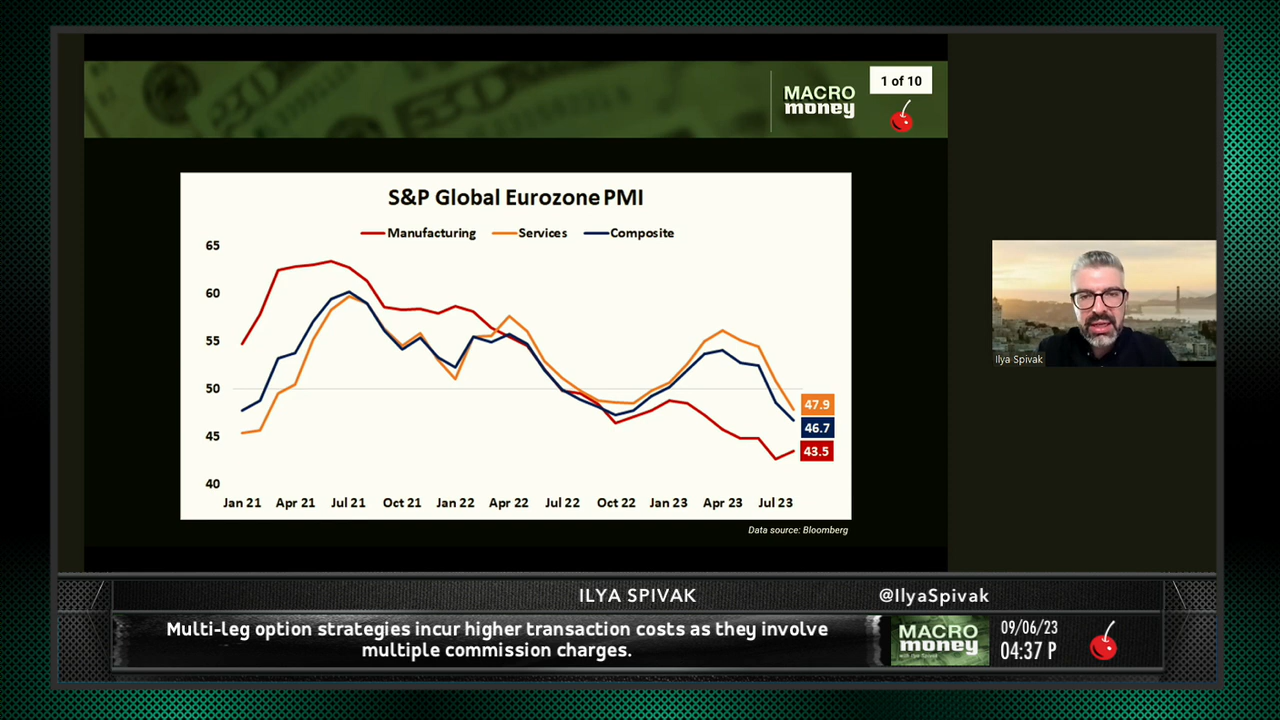 MACRO
money
1 of 10
S&P Global Eurozone PMI
Manufacturing Services Composite
65
60
55
50
45
40
47.9
46.7
43.5
Jan 21 Apr 21 Jul 21 Oct 21 Jan 22 Apr 22 Jul 22 Oct 22 Jan 23 Apr 23 Jul 23
Data source: Bloomberg
Ilya Spivak
ILYA SPIVAK @IlyaSpivak
Multi-leg option strategies incur higher transaction costs as they involve
multiple commission charges.
MACRO
money
with Ilya Spivak
09/06/23
04:37 P